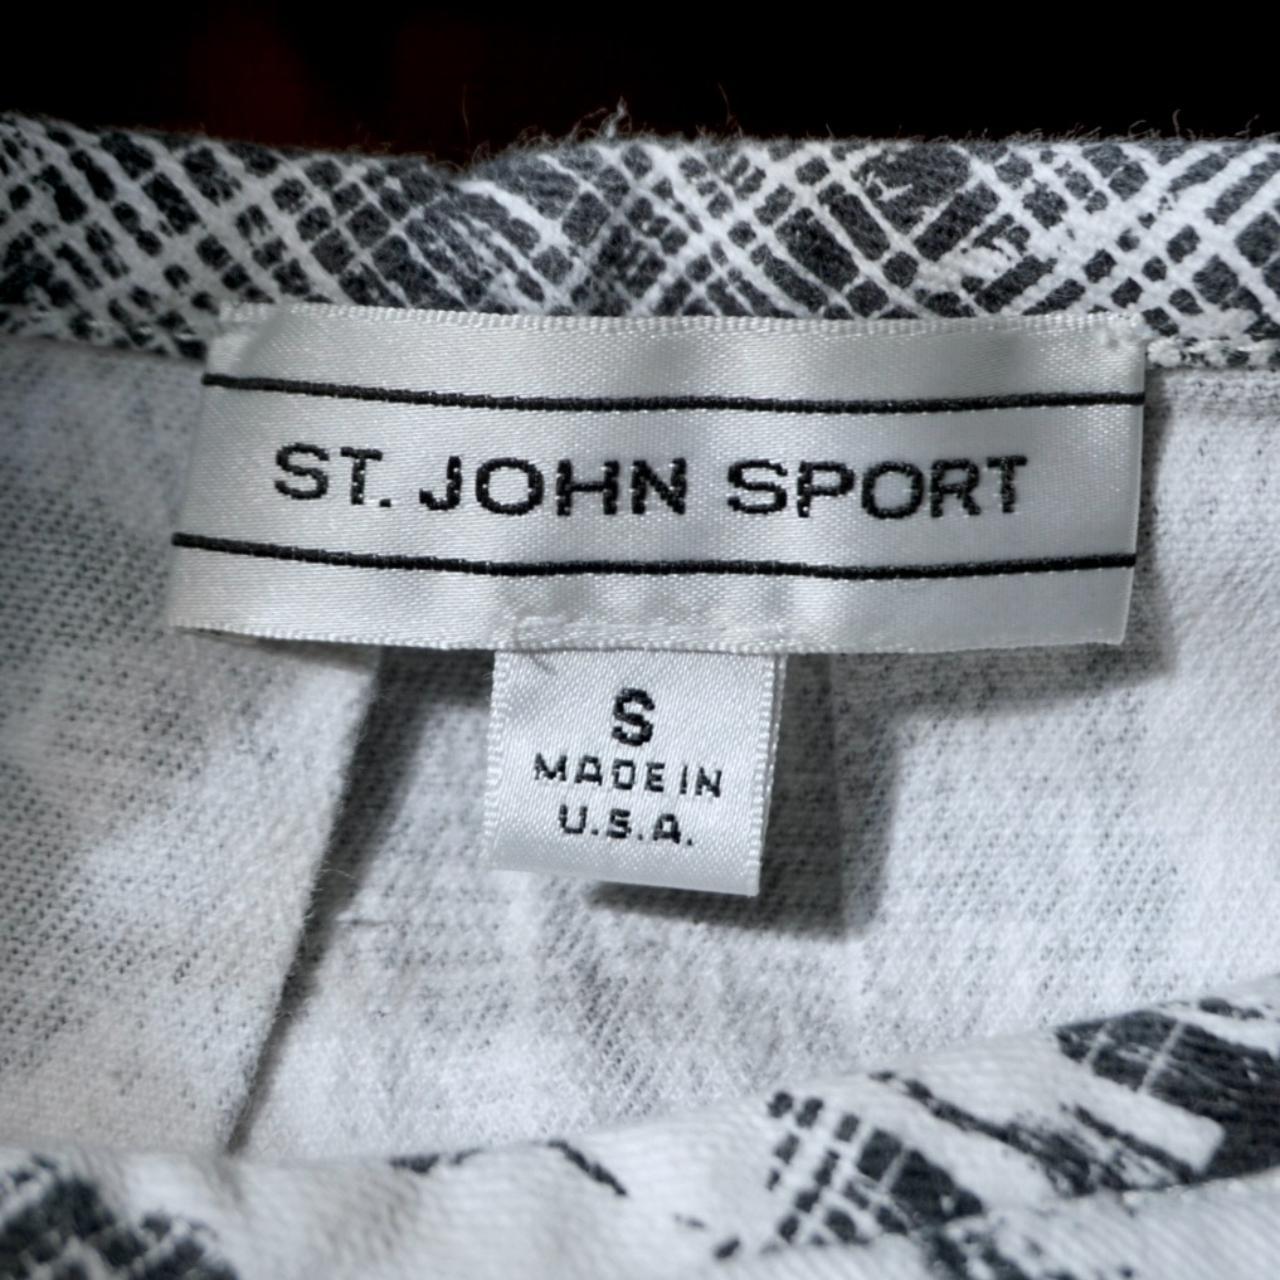 ST. JOHN SPORT
S
MADE IN
U.S.A.